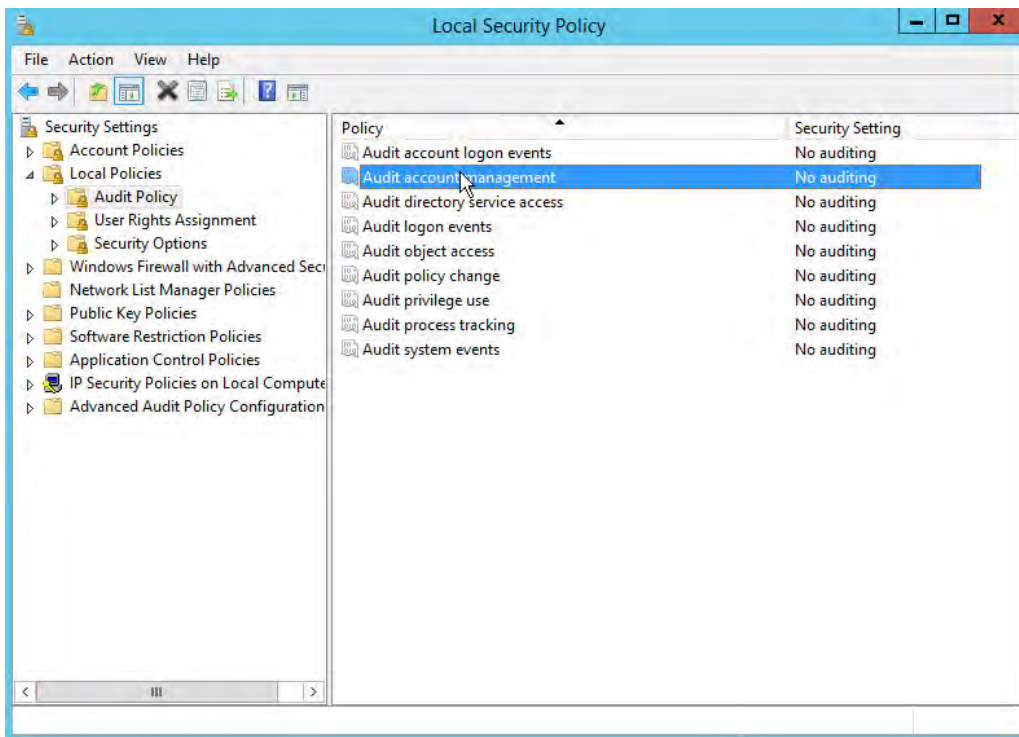 Local Security Policy
File Action View Help
Security Settings
Account Policies
Local Policies
Audit Policy
User Rights Assignment
Security Options
Windows Firewall with Advanced Secu
Network List Manager Policies
Public Key Policies
Software Restriction Policies
Application Control Policies
IP Security Policies on Local Compute
Advanced Audit Policy Configuration
Policy Security Setting
Audit account logon events No auditing
Audit account management No auditing
Audit directory service access No auditing
Audit logon events No auditing
Audit object access No auditing
Audit policy change No auditing
Audit privilege use No auditing
Audit process tracking No auditing
Audit system events No auditing